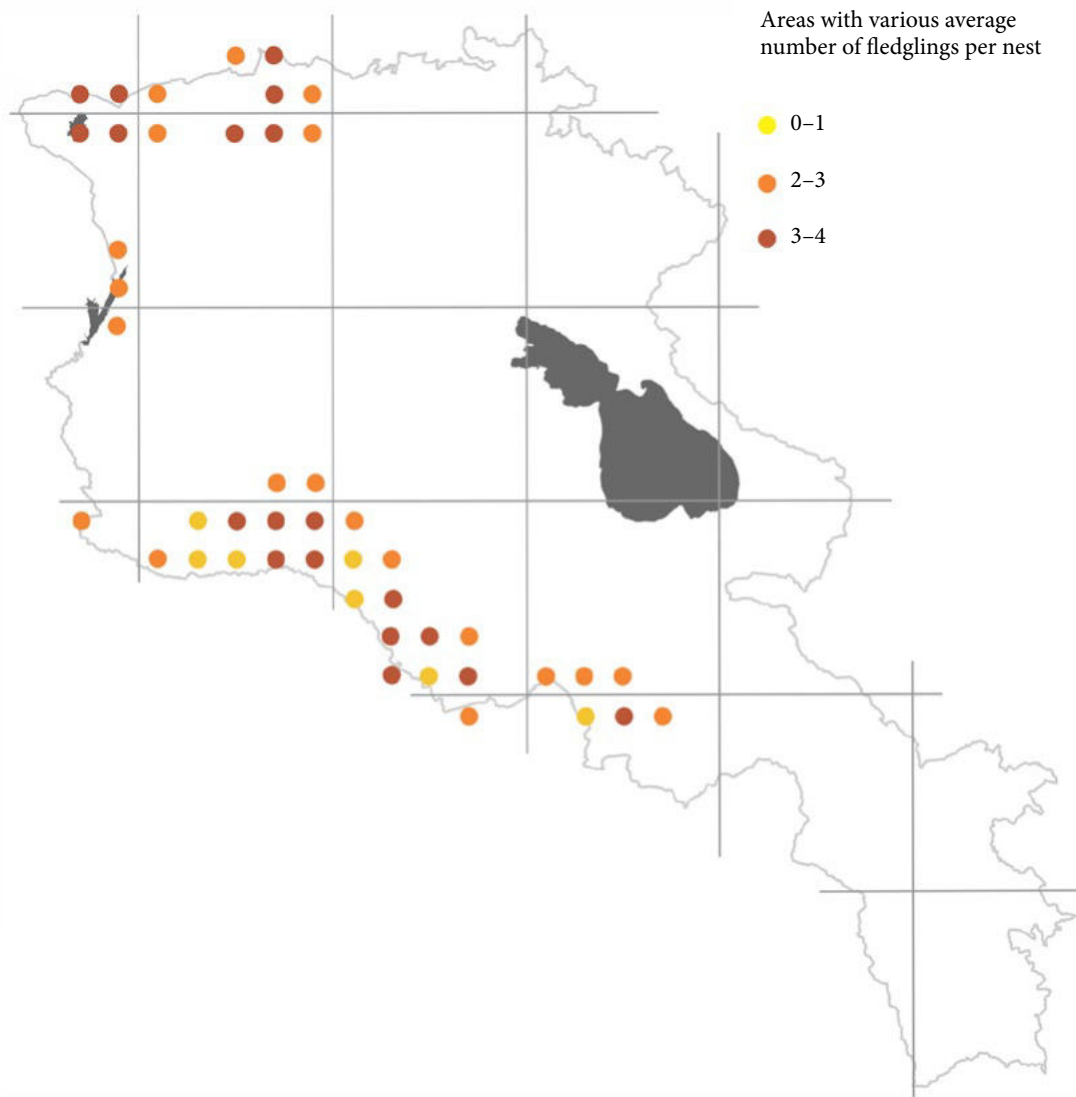 Areas with various average
number of fledglings per nest
0–1
2–3
3–4